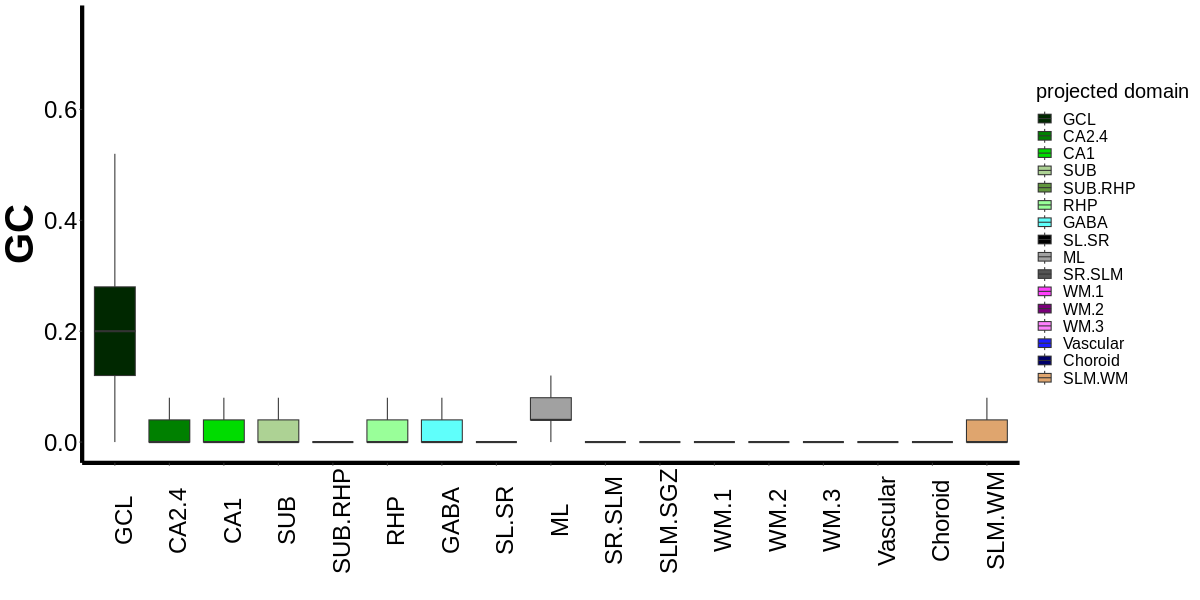 GC
0.6
0.4
0.2
0.0
GCL
CA2.4
CA1
SUB
SUB.RHP
RHP
GABA
SL.SR
ML
SR.SLM
SLM.SGZ
WM.1
WM.2
WM.3
Vascular
Choroid
SLM.WM
projected domain
GCL
CA2.4
CA1
SUB
SUB.RHP
RHP
GABA
SL.SR
ML
SR.SLM
WM.1
WM.2
WM.3
Vascular
Choroid
SLM.WM